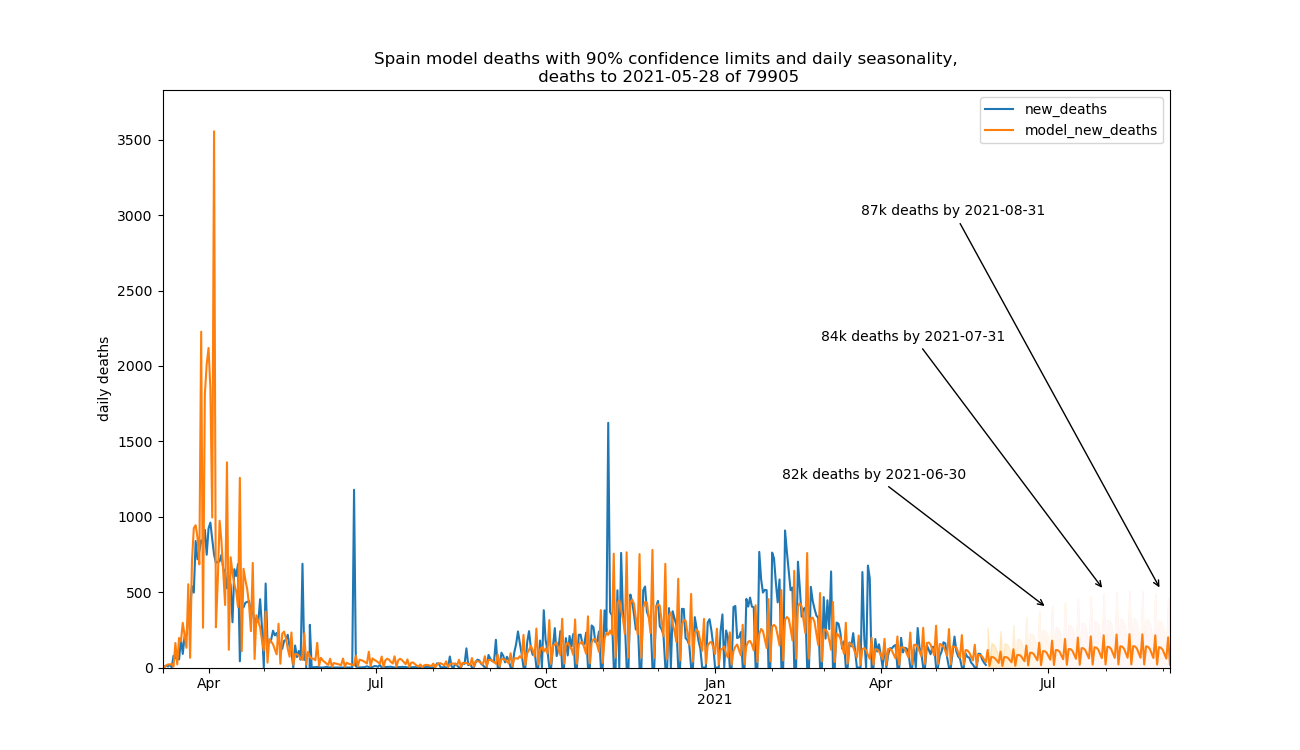 Spain model deaths with 90% confidence limits and daily seasonality,
deaths to 2021-05-28 of 79905
new_deaths
model_new_deaths
3500
3000
2500
2000
1500
1000
500
0
daily deaths
87k deaths by 2021-08-31
84k deaths by 2021-07-31
82k deaths by 2021-06-30
Apr
Jul
Oct
Jan
2021
Apr
Jul